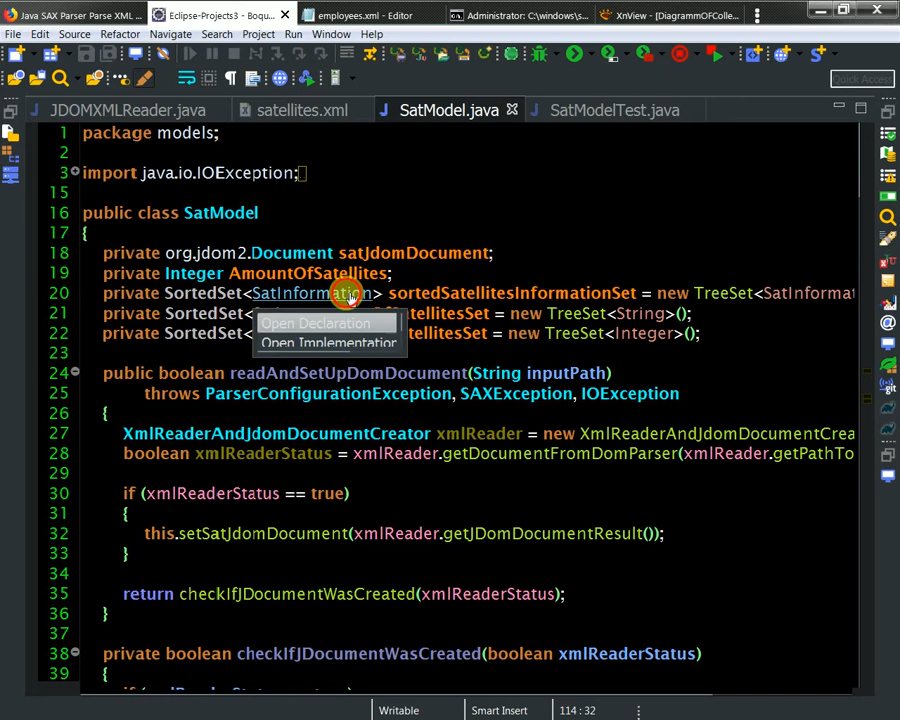 Java SAX Parser Parse XML ...
Eclipse-Projects3 - Boqu...
employees.xml - Editor
Administrator: C:\windows\s...
XnView - [DiagrammOFColle...
File Edit Source Refactor Navigate Search Project Run Window Help
Quick Access
JDOMXMLReader.java
satellites.xml
SatModel.java
SatModelTest.java
1 package models;
2
3 import java.io.IOException;
15
16 public class SatModel
17 {
18 private org.jdom2.Document satJdomDocument;
19 private Integer AmountOfSatellites;
20 private SortedSet<SatInformation> sortedSatellitesInformationSet = new TreeSet<SatInformat
21 private SortedSet< atellitesSet = new TreeSet<String>();
22 private SortedSet< tellitesSet = new TreeSet<Integer>();
Open Declaration
Open Implementation
23
24 public boolean readAndSetUpDomDocument(String inputPath)
25 throws ParserConfigurationException, SAXException, IOException
26 {
27 XmlReaderAndJdomDocumentCreator xmlReader = new XmlReaderAndJdomDocumentCrea
28 boolean xmlReaderStatus = xmlReader.getDocumentFromDomParser(xmlReader.getPathTo
29
30 if (xmlReaderStatus == true)
31 {
32 this.setSatJdomDocument(xmlReader.getJDomDocumentResult());
33 }
34
35 return checkIfJDocumentWasCreated(xmlReaderStatus);
36 }
37
38 private boolean checkIfJDocumentWasCreated(boolean xmlReaderStatus)
39 {
Writable
Smart Insert
114 : 32